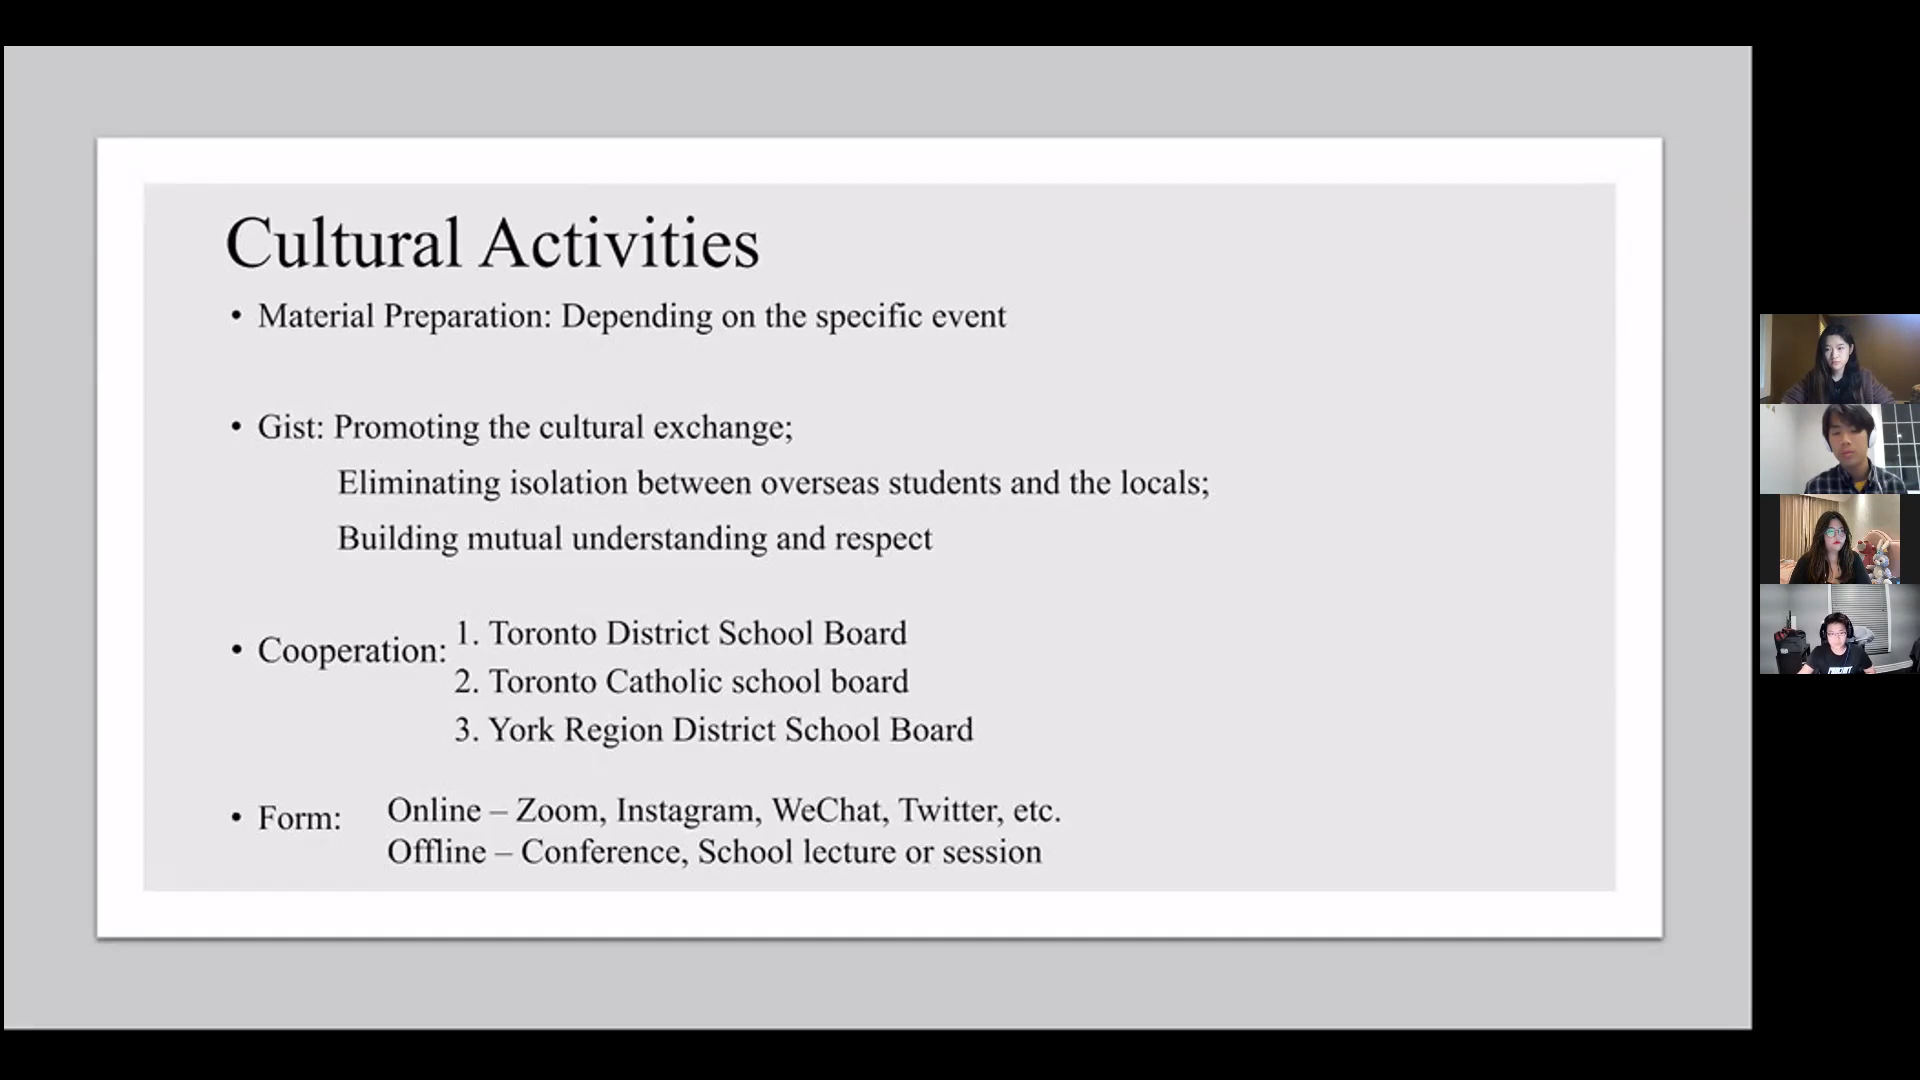 Cultural Activities
• Material Preparation: Depending on the specific event
• Gist: Promoting the cultural exchange;
Eliminating isolation between overseas students and the locals;
Building mutual understanding and respect
• Cooperation: 1. Toronto District School Board
2. Toronto Catholic school board
3. York Region District School Board
• Form: Online – Zoom, Instagram, WeChat, Twitter, etc.
Offline – Conference, School lecture or session